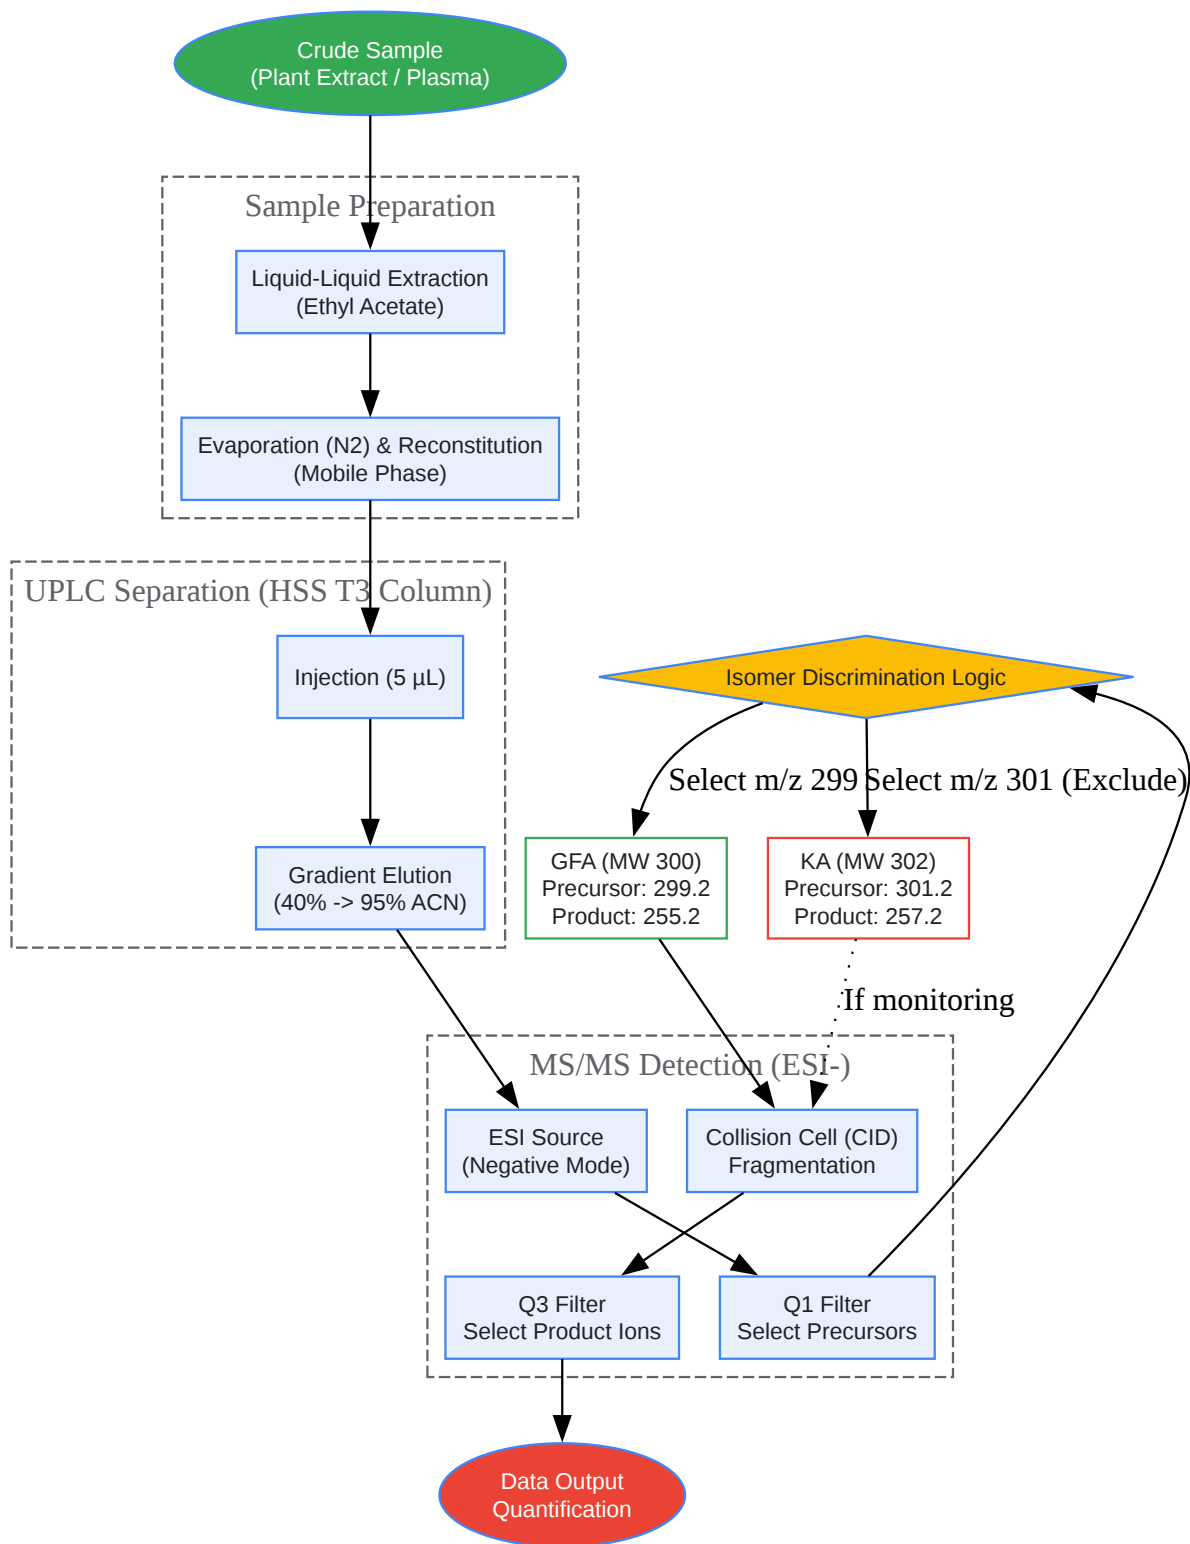 Crude Sample
(Plant Extract / Plasma)
Sample Preparation
Liquid-Liquid Extraction
(Ethyl Acetate)
Evaporation (N2) & Reconstitution
(Mobile Phase)
UPLC Separation (HSS T3 Column)
Injection (5 µL)
Isomer Discrimination Logic
Select m/z 299
Select m/z 301 (Exclude)
Gradient Elution
(40% -> 95% ACN)
GFA (MW 300)
Precursor: 299.2
Product: 255.2
KA (MW 302)
Precursor: 301.2
Product: 257.2
If monitoring
MS/MS Detection (ESI-)
ESI Source
(Negative Mode)
Collision Cell (CID)
Fragmentation
Q3 Filter
Select Product Ions
Q1 Filter
Select Precursors
Data Output
Quantification